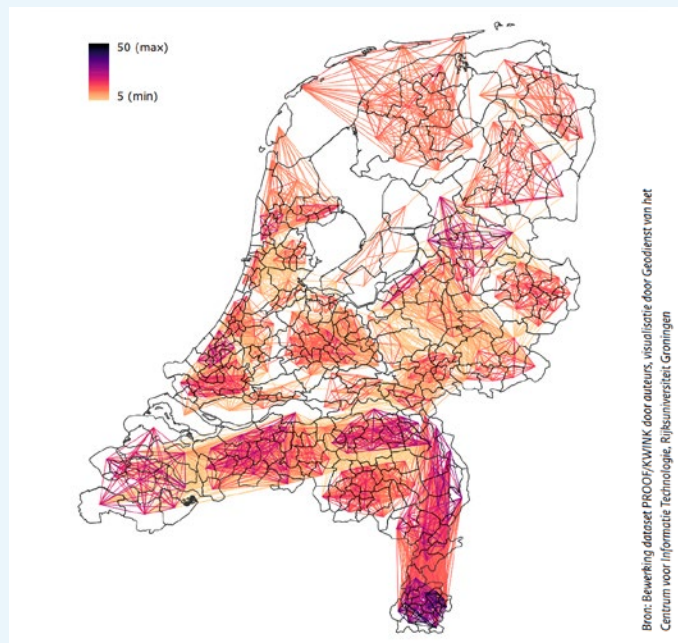 50 (max)
5 (min)
Bron: Bewerking dataset PROOF/KWINK door auteurs, visualisatie door Geodienst van het
Centrum voor Informatie Technologie, Rijksuniversiteit Groningen